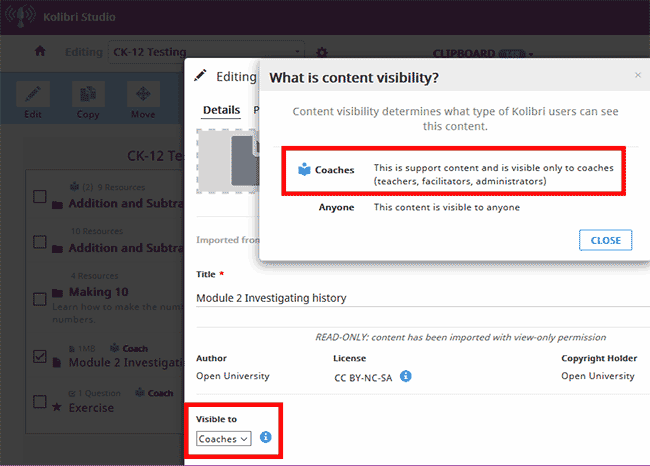 Kolibri Studio
Editing CK-12 Testing
CLIPBOARD
Edit Copy Move
Editing
Details
What is content visibility?
×
Content visibility determines what type of Kolibri users can see
this content.
Coaches This is support content and is visible only to coaches
(teachers, facilitators, administrators)
Anyone This content is visible to anyone
CLOSE
CK-12 Te
(2) 9 Resources
Addition and Subtra
10 Resources
Addition and Subtra
4 Resources
Making 10
Learn how to make the num
numbers.
1MB Coach
Module 2 Investigati
1 Question Coach
Exercise
Imported from
Title *
Module 2 Investigating history
READ-ONLY: content has been imported with view-only permission
Author License Copyright Holder
Open University CC BY-NC-SA Open University
Visible to
Coaches